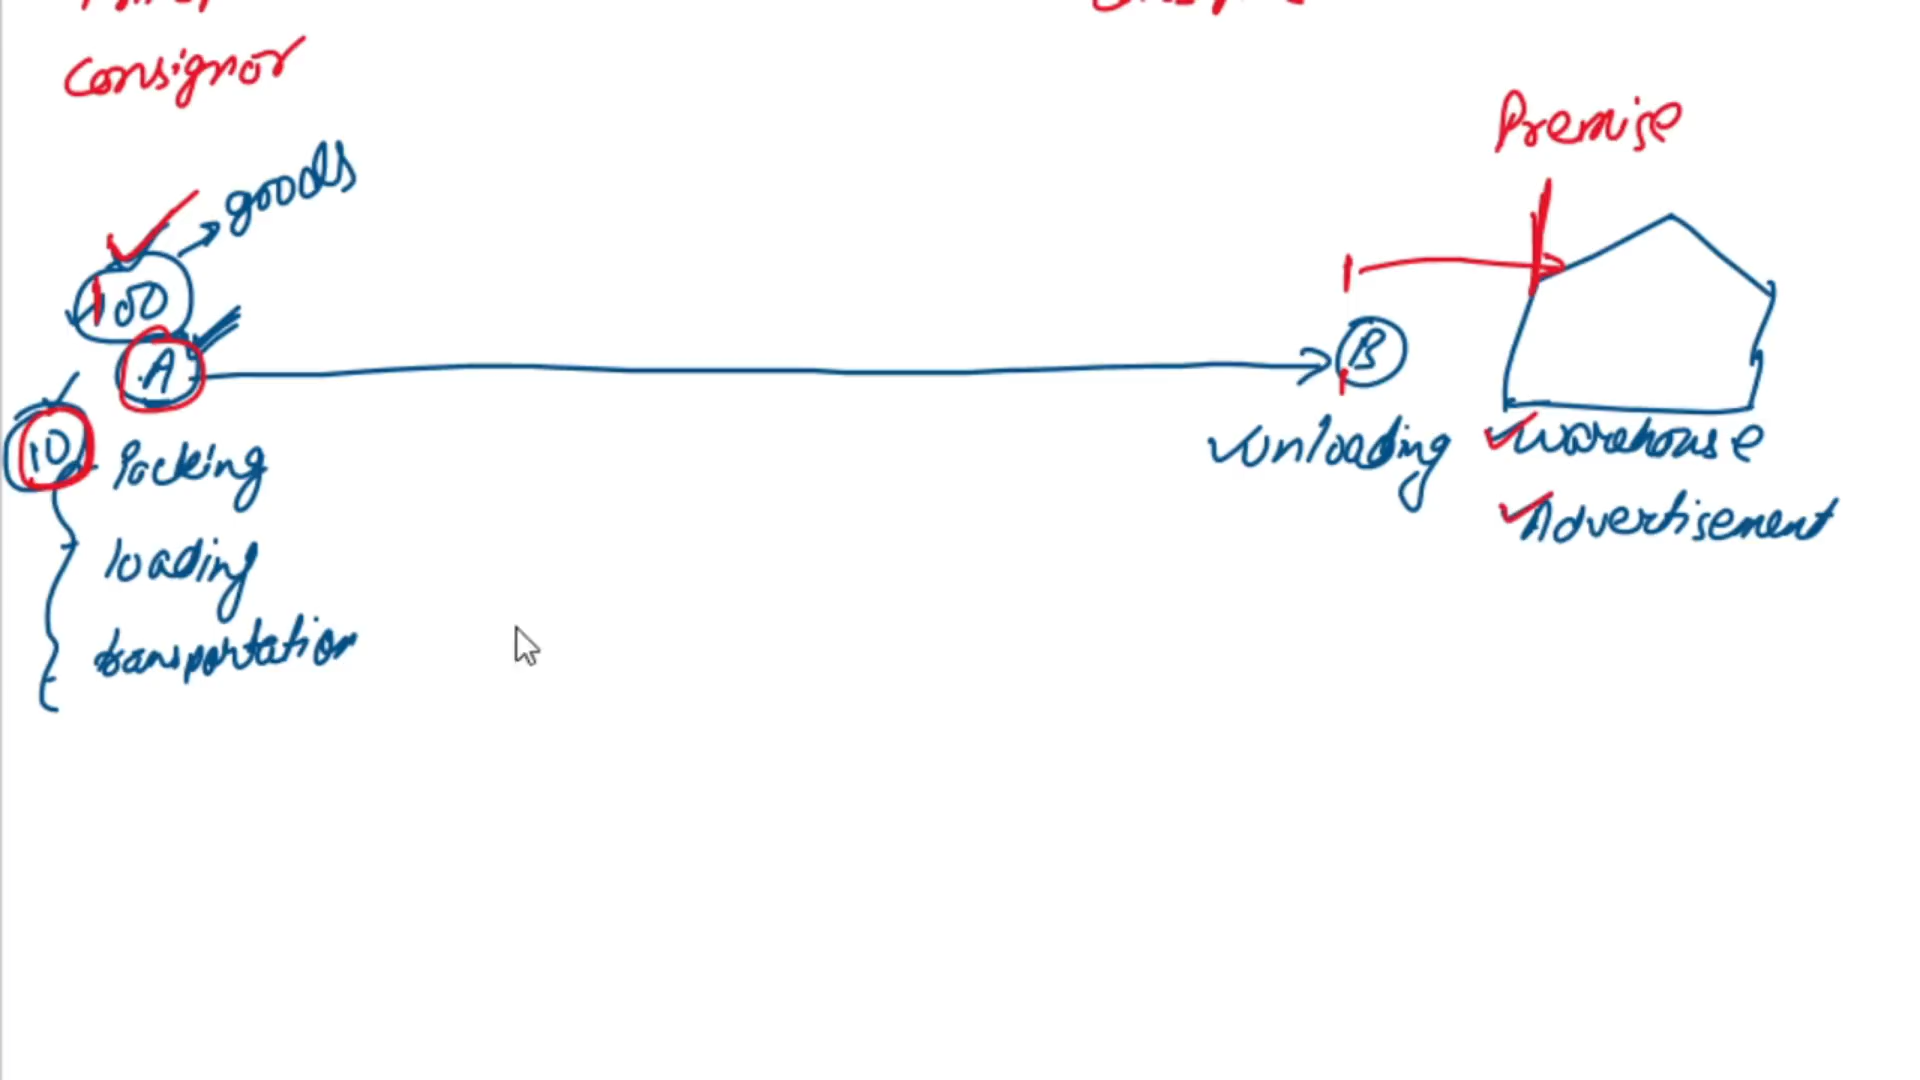 Consignor
Premise
goods
100
A
B
10
Packing
loading
transportation
Unloading
Warehouse
Advertisement